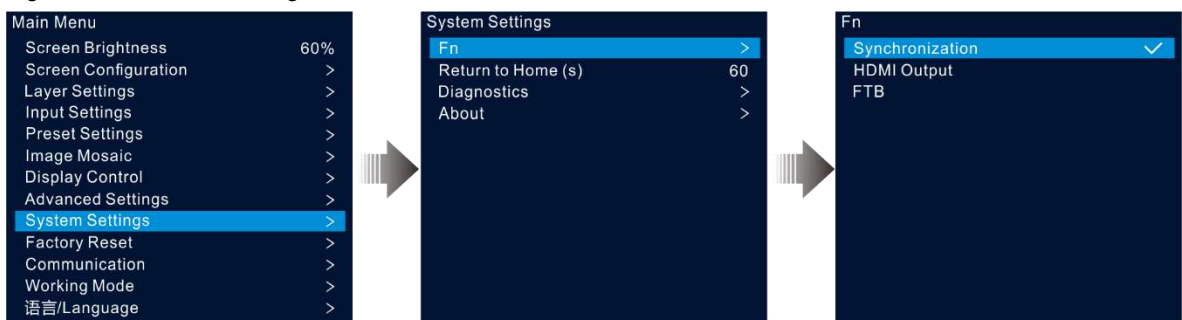 Main Menu
Screen Brightness 60%
Screen Configuration >
Layer Settings >
Input Settings >
Preset Settings >
Image Mosaic >
Display Control >
Advanced Settings >
System Settings >
Factory Reset >
Communication >
Working Mode >
语言/Language >
System Settings
Fn >
Return to Home (s) 60
Diagnostics >
About >
Fn
Synchronization ✓
HDMI Output
FTB